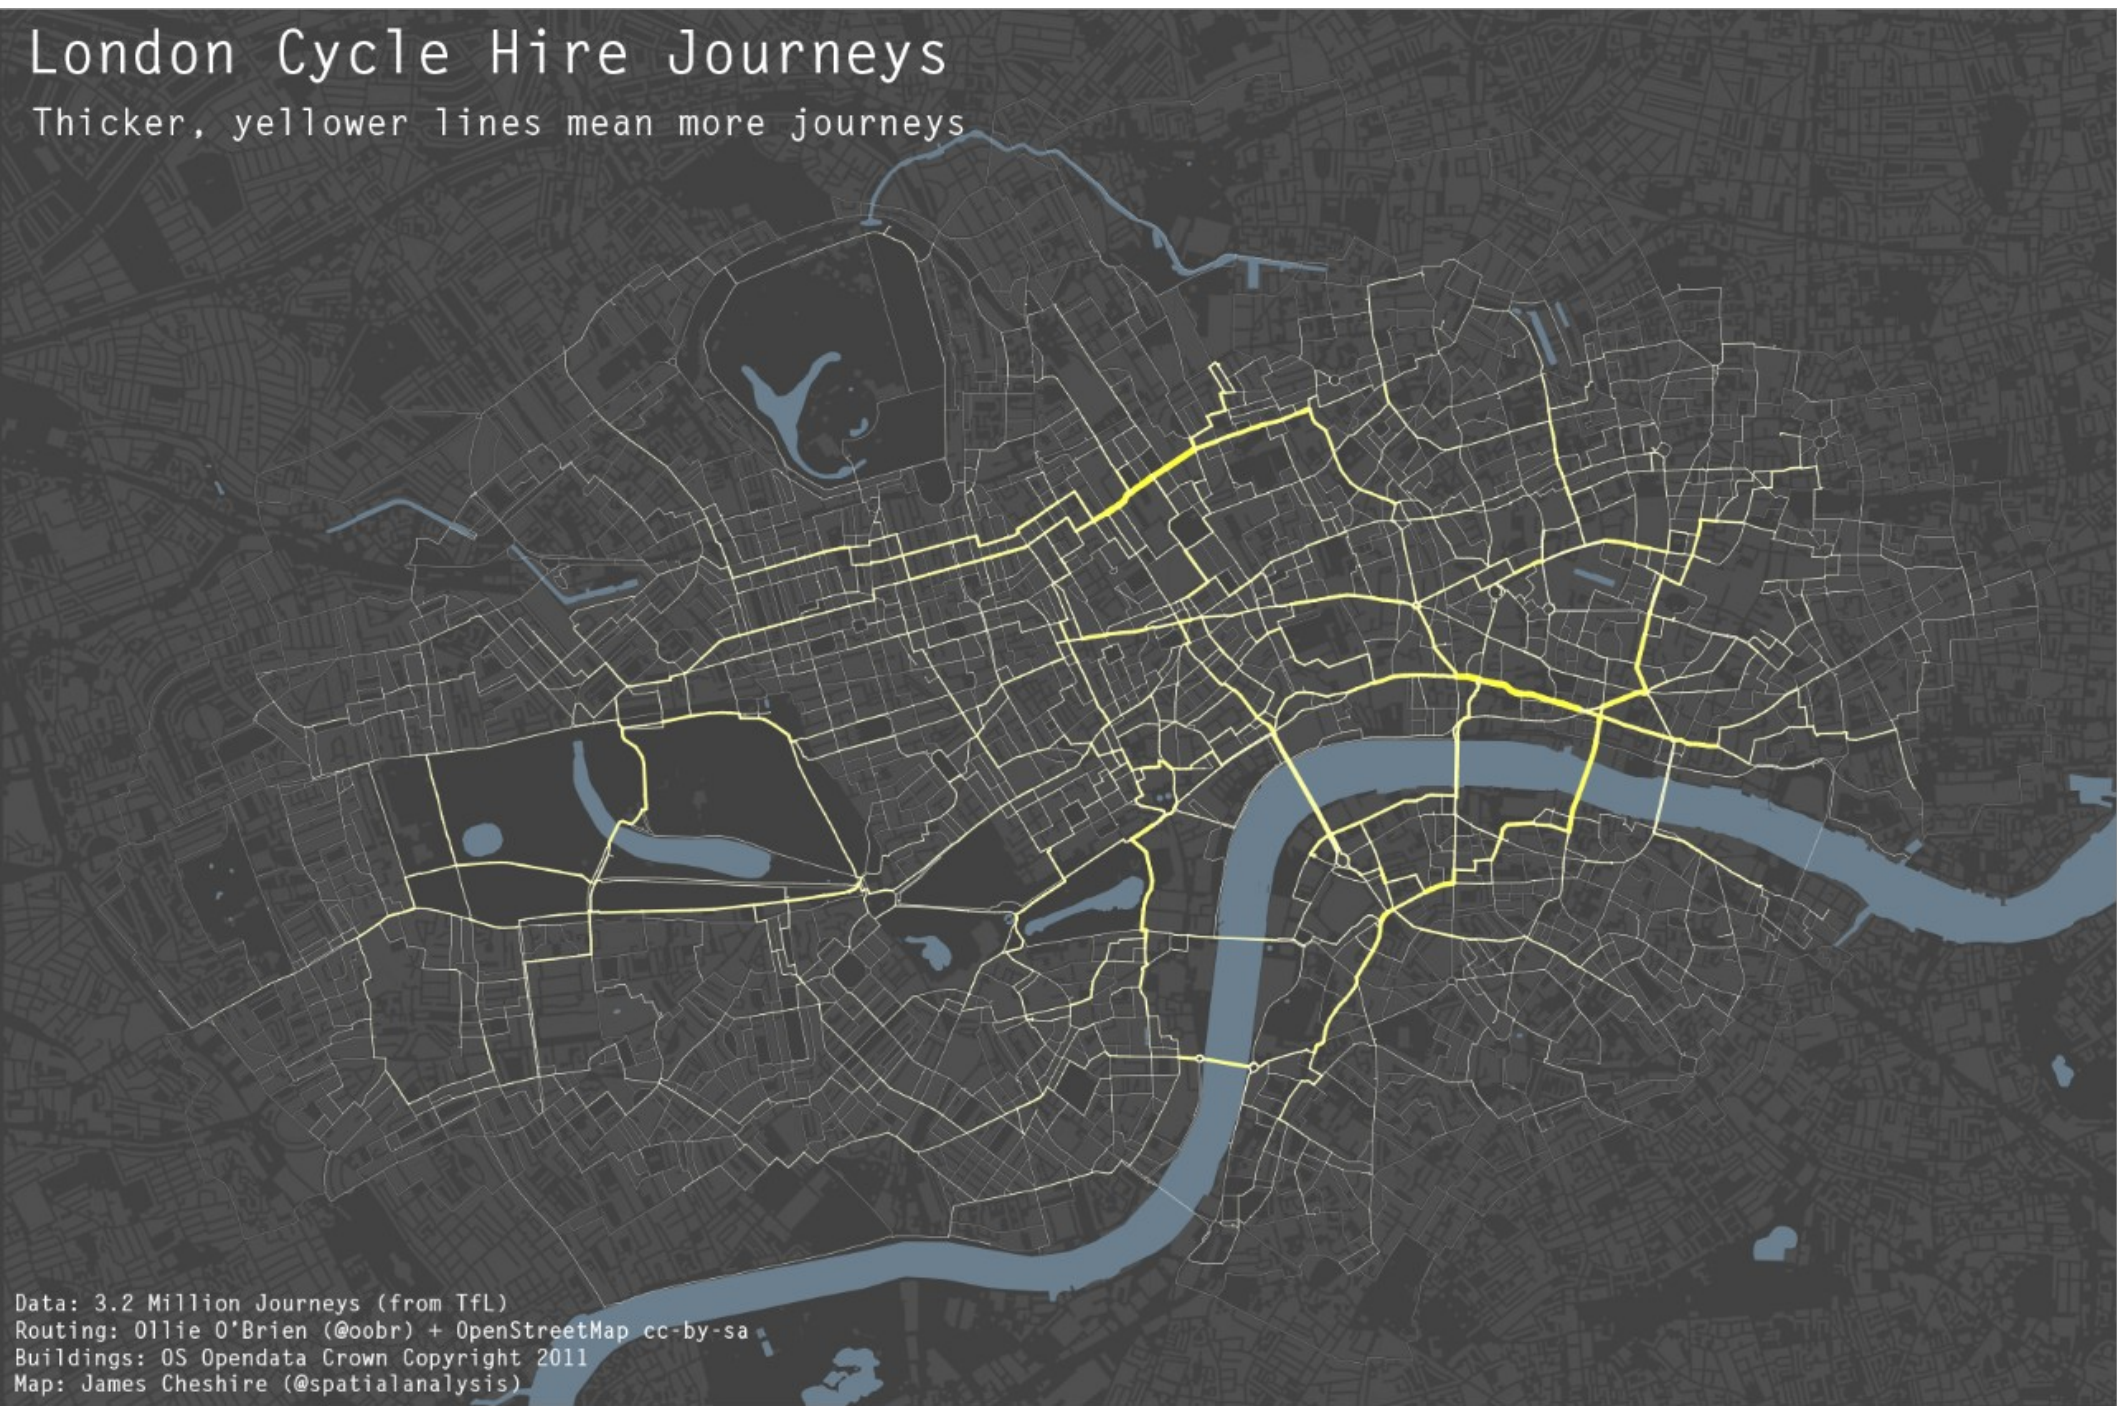 London Cycle Hire Journeys
Thicker, yellower lines mean more journeys
Data: 3.2 Million Journeys (from TfL)
Routing: Ollie O'Brien (@oobr) + OpenStreetMap cc-by-sa
Buildings: OS Opendata Crown Copyright 2011
Map: James Cheshire (@spatialanalysis)